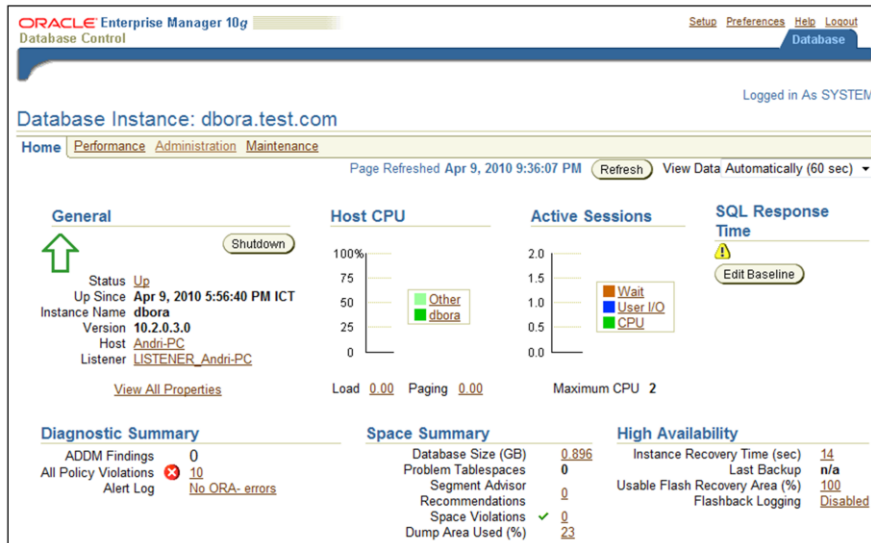 ORACLE Enterprise Manager 10g
Database Control
Setup Preferences Help Logout
Database
Logged in As SYSTEM
Database Instance: dbora.test.com
Home Performance Administration Maintenance
Page Refreshed Apr 9, 2010 9:36:07 PM Refresh View Data Automatically (60 sec)
General
Shutdown
Status Up
Up Since Apr 9, 2010 5:56:40 PM ICT
Instance Name dbora
Version 10.2.0.3.0
Host Andri-PC
Listener LISTENER_Andri-PC
View All Properties
Host CPU
100%
75
50
25
0
Other
dbora
Load 0.00 Paging 0.00
Active Sessions
2.0
1.5
1.0
0.5
0.0
Wait
User I/O
CPU
Maximum CPU 2
SQL Response
Time
Edit Baseline
Diagnostic Summary
ADDM Findings 0
All Policy Violations 10
Alert Log No ORA- errors
Space Summary
Database Size (GB) 0.896
Problem Tablespaces 0
Segment Advisor
Recommendations 0
Space Violations 0
Dump Area Used (%) 23
High Availability
Instance Recovery Time (sec) 14
Last Backup n/a
Usable Flash Recovery Area (%) 100
Flashback Logging Disabled